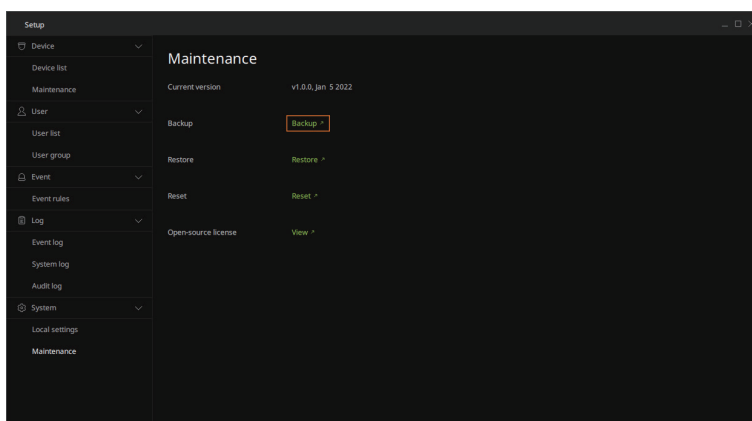 Setup
Device
Device list
Maintenance
User
User list
User group
Event
Event rules
Log
Event log
System log
Audit log
System
Local settings
Maintenance
Maintenance
Current version v1.0.0, Jan 5 2022
Backup Backup
Restore Restore
Reset Reset
Open-source license View